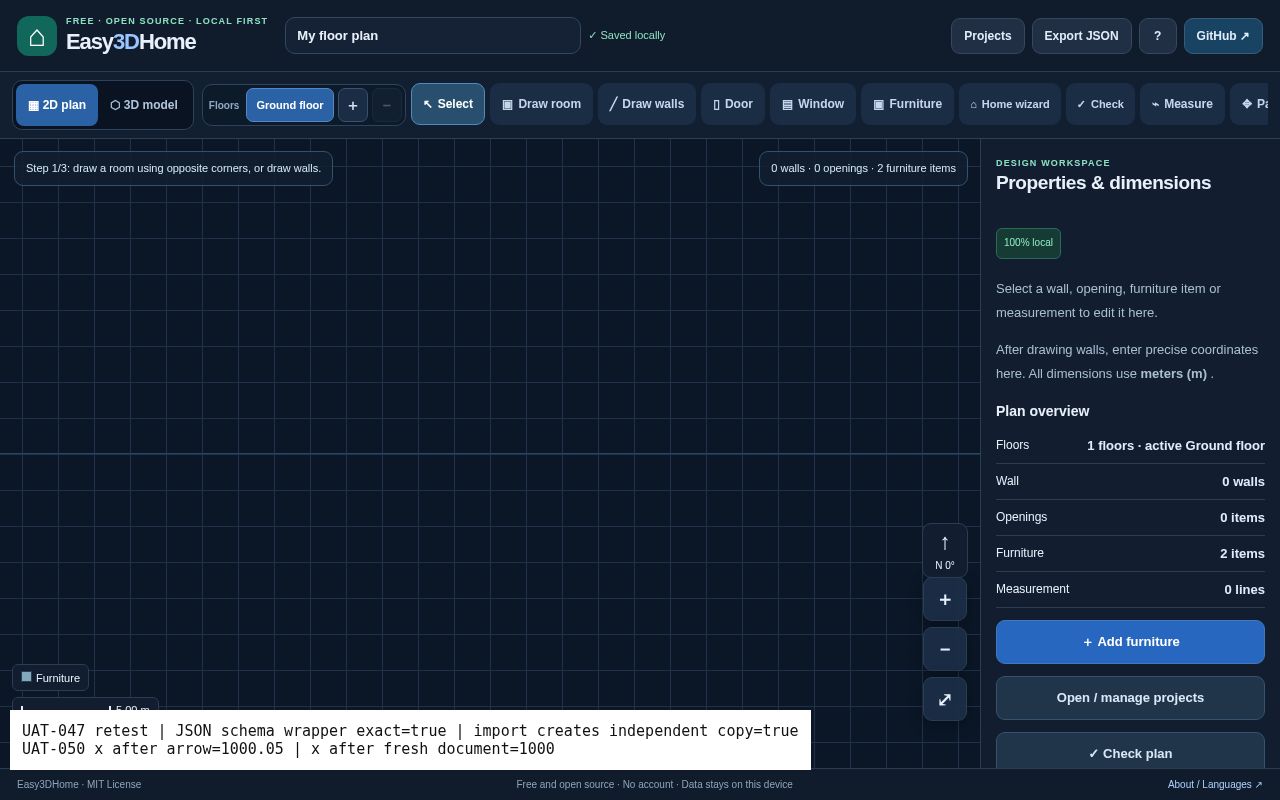 FREE · OPEN SOURCE · LOCAL FIRST
Easy3DHome
My floor plan
✓ Saved locally
Projects
Export JSON
?
GitHub ↗
2D plan
3D model
Floors
Ground floor
+
−
Select
Draw room
Draw walls
Door
Window
Furniture
Home wizard
✓ Check
Measure
Step 1/3: draw a room using opposite corners, or draw walls.
0 walls · 0 openings · 2 furniture items
DESIGN WORKSPACE
Properties & dimensions
100% local
Select a wall, opening, furniture item or
measurement to edit it here.
After drawing walls, enter precise coordinates
here. All dimensions use meters (m) .
Plan overview
Floors 1 floors · active Ground floor
Wall 0 walls
Openings 0 items
Furniture 2 items
Measurement 0 lines
+ Add furniture
Open / manage projects
✓ Check plan
↑
N 0°
+
−
Furniture
5.00 m
UAT-047 retest | JSON schema wrapper exact=true | import creates independent copy=true
UAT-050 x after arrow=1000.05 | x after fresh document=1000
Easy3DHome · MIT License
Free and open source · No account · Data stays on this device
About / Languages ↗